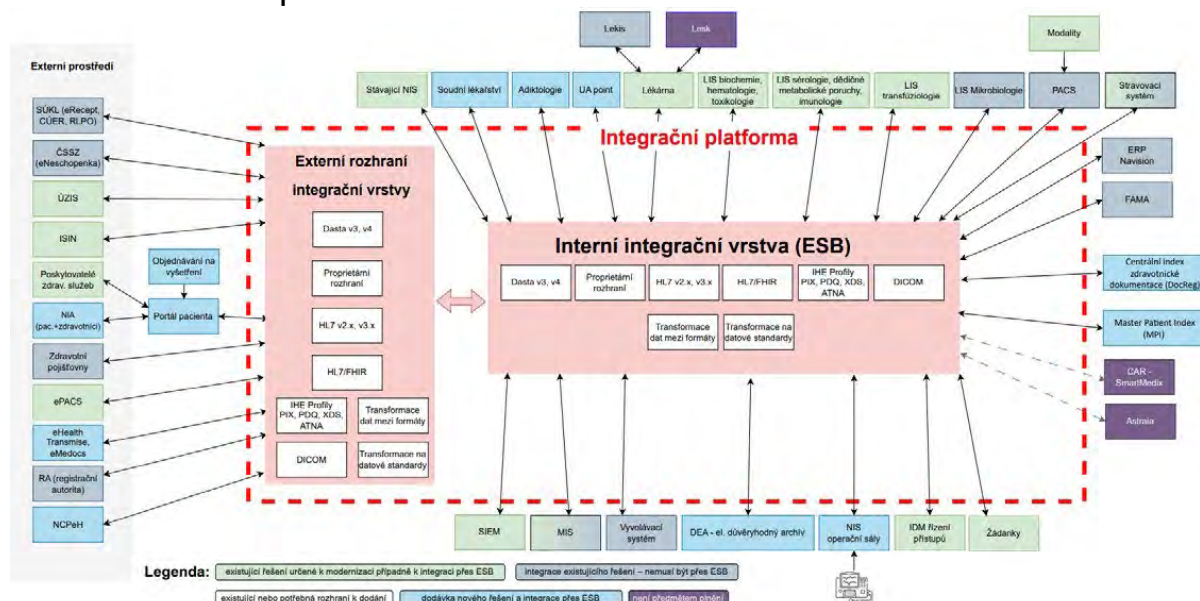 Lekis
Lmsk
Modality
Externí prostředí
Stávající NIS
Soudní lékařství
Adiktologie
UA point
Lékárna
LIS biochemie,
hematologie,
toxikologie
LIS sérologie, dědičné
metabolické poruchy,
imunologie
LIS
transfúziologie
LIS Mikrobiologie
PACS
Stravovací
systém
SÚKL (eRecept,
CÚER, RLPO)
ČSSZ
(eNeschopenka)
ÚZIS
ISIN
Poskytovatelé
zdrav. služeb
NIA
(pac.+zdravotníci)
Zdravotní
pojišťovny
ePACS
eHealth
Transmise,
eMedocs
RA (registrační
autorita)
NCPeH
Objednávání na
vyšetření
Portál pacienta
Integrační platforma
Externí rozhraní
integrační vrstvy
Dasta v3, v4
Proprietární
rozhraní
HL7 v2.x, v3.x
HL7/FHIR
IHE Profily
PIX, PDQ, XDS,
ATNA
Transformace
dat mezi formáty
DICOM
Transformace na
datové standardy
Interní integrační vrstva (ESB)
Dasta v3, v4
Proprietární
rozhraní
HL7 v2.x, v3.x
HL7/FHIR
IHE Profily
PIX, PDQ, XDS,
ATNA
DICOM
Transformace
dat mezi formáty
Transformace na
datové standardy
ERP
Navision
FAMA
Centrální index
zdravotnické
dokumentace (DocReg)
Master Patient Index
(MPI)
CAR -
SmartMedix
Astraia
SIEM
MIS
Vyvolávací
systém
DEA - el. důvěryhodný archiv
NIS
operační sály
IDM řízení
přístupů
Žádanky
Legenda:
existující řešení určené k modernizaci případně k integraci přes ESB
integrace existujícího řešení – nemusí být přes ESB
existující nebo potřebná rozhraní k dodání
dodávka nového řešení a integrace přes ESB
není předmětem plnění